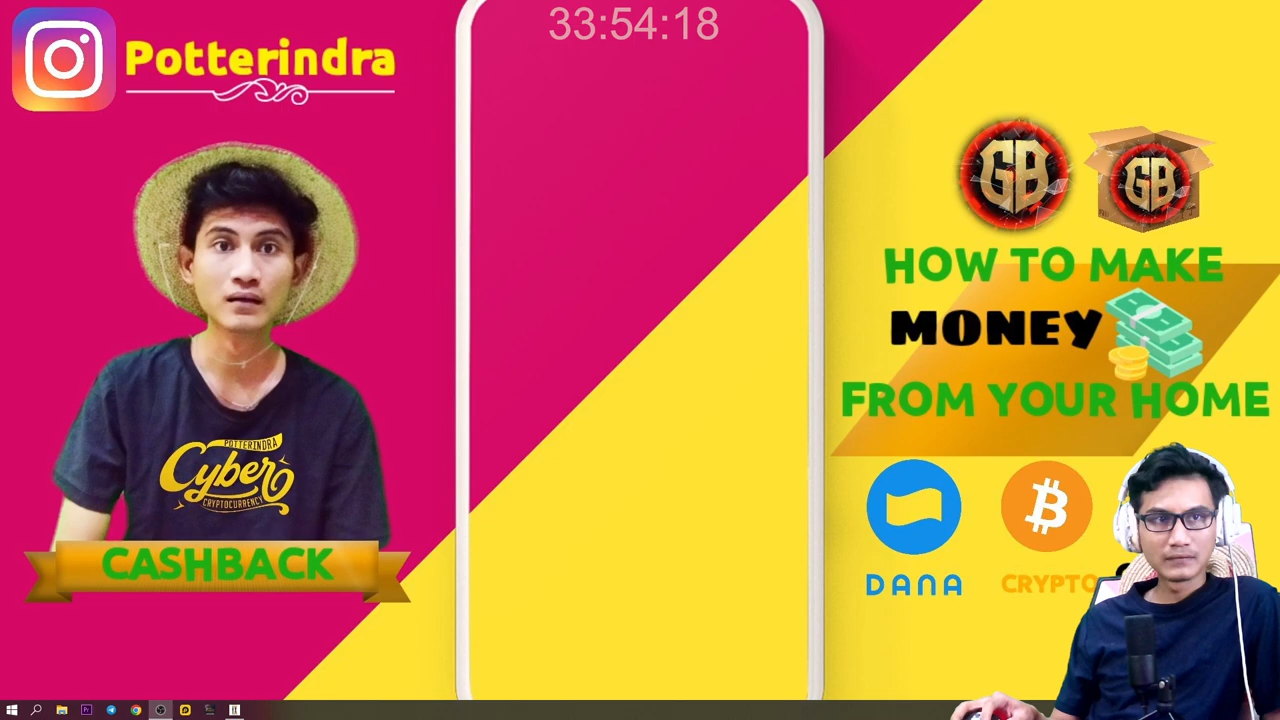 Potterindra
33:54:18
GB
GB
HOW TO MAKE
MONEY
FROM YOUR HOME
POTTERINDRA
Cyber
CRYPTOCURRENCY
CASHBACK
DANA
CRYPTO